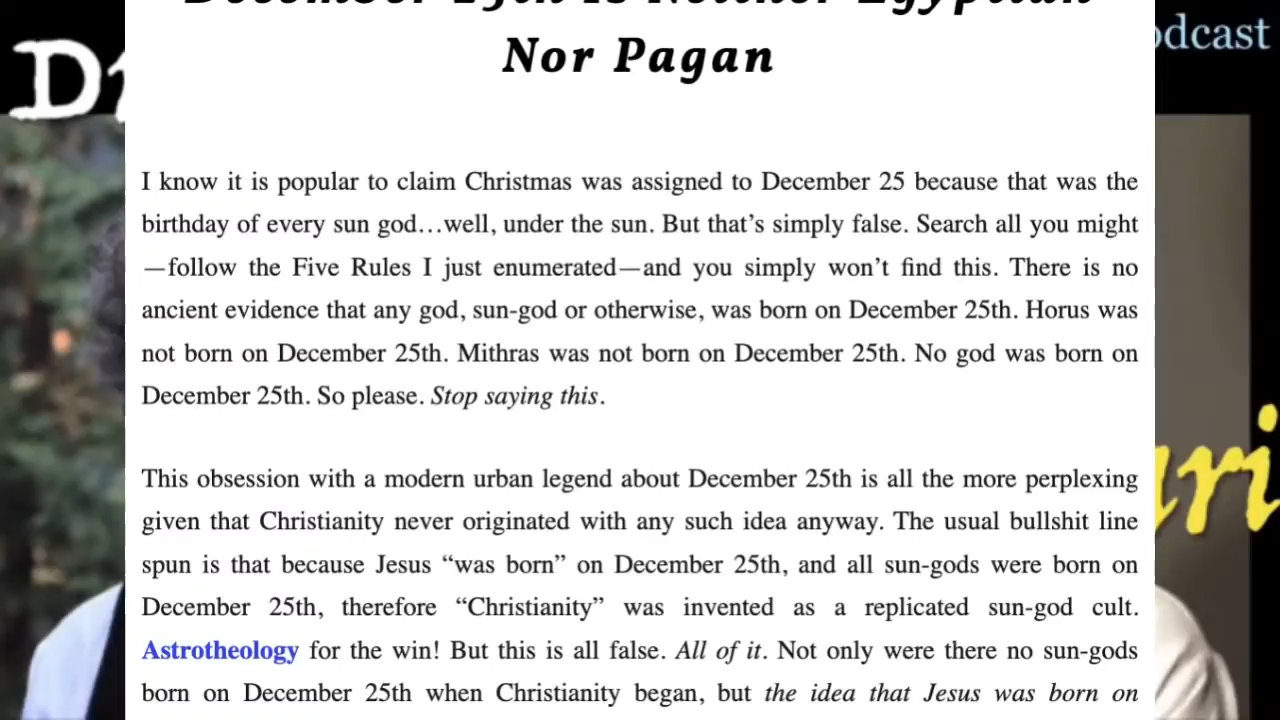 December 25th Is Neither Egyptian
Nor Pagan
I know it is popular to claim Christmas was assigned to December 25 because that was the
birthday of every sun god…well, under the sun. But that’s simply false. Search all you might
—follow the Five Rules I just enumerated—and you simply won’t find this. There is no
ancient evidence that any god, sun-god or otherwise, was born on December 25th. Horus was
not born on December 25th. Mithras was not born on December 25th. No god was born on
December 25th. So please. Stop saying this.
This obsession with a modern urban legend about December 25th is all the more perplexing
given that Christianity never originated with any such idea anyway. The usual bullshit line
spun is that because Jesus “was born” on December 25th, and all sun-gods were born on
December 25th, therefore “Christianity” was invented as a replicated sun-god cult.
Astrotheology for the win! But this is all false. All of it. Not only were there no sun-gods
born on December 25th when Christianity began, but the idea that Jesus was born on